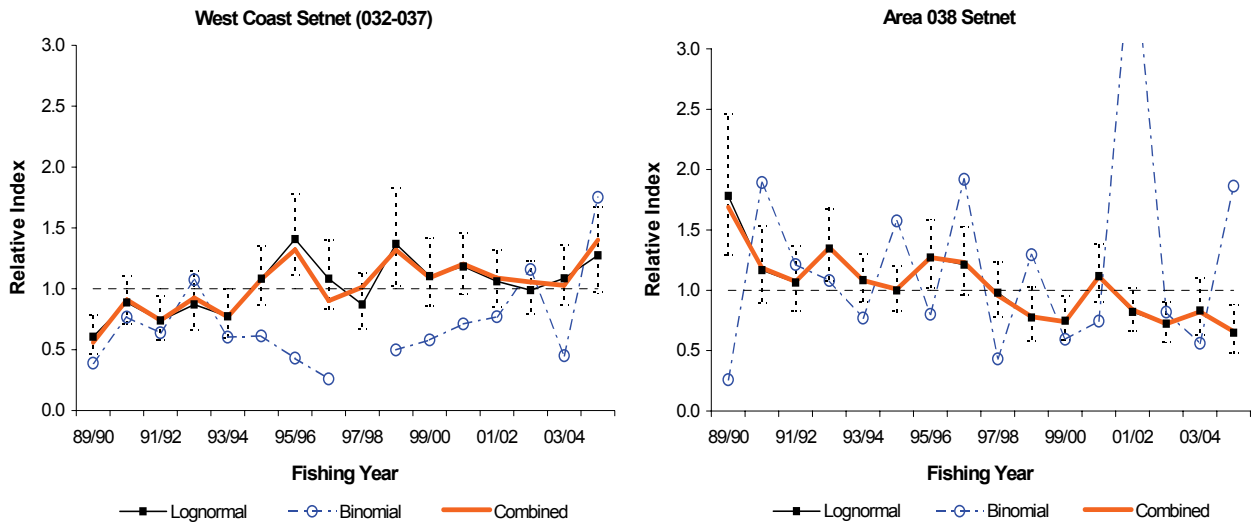 West Coast Setnet (032-037)
3.0
2.5
2.0
1.5
1.0
0.5
0.0
Relative Index
89/90 91/92 93/94 95/96 97/98 99/00 01/02 03/04
Fishing Year
Lognormal Binomial Combined
Area 038 Setnet
3.0
2.5
2.0
1.5
1.0
0.5
0.0
Relative Index
89/90 91/92 93/94 95/96 97/98 99/00 01/02 03/04
Fishing Year
Lognormal Binomial Combined